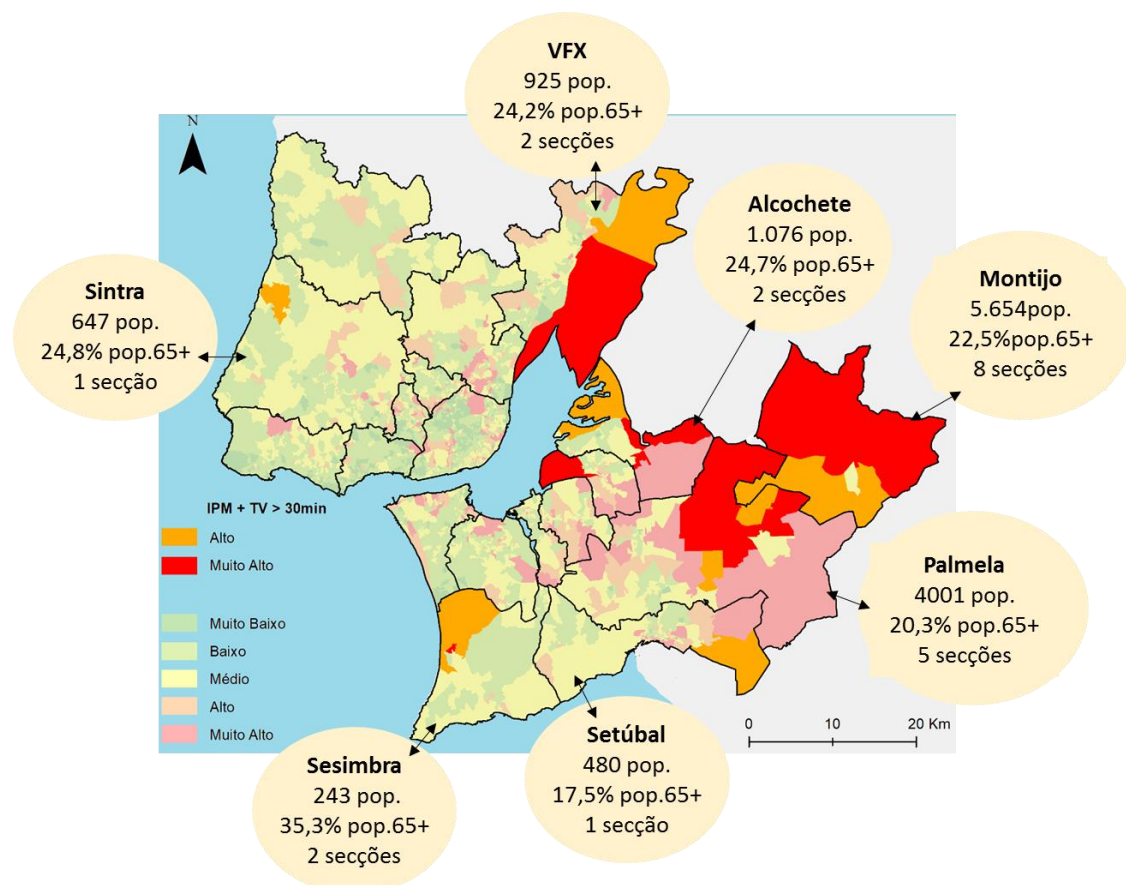 VFX
925 pop.
24,2% pop.65+
2 secções
N
Alcochete
1.076 pop.
24,7% pop.65+
2 secções
Montijo
5.654pop.
22,5%pop.65+
8 secções
Sintra
647 pop.
24,8% pop.65+
1 secção
IPM + TV > 30min
Alto
Muito Alto
Muito Baixo
Baixo
Médio
Alto
Muito Alto
Palmela
4001 pop.
20,3% pop.65+
5 secções
0 10 20 Km
Setúbal
480 pop.
17,5% pop.65+
1 secção
Sesimbra
243 pop.
35,3% pop.65+
2 secções